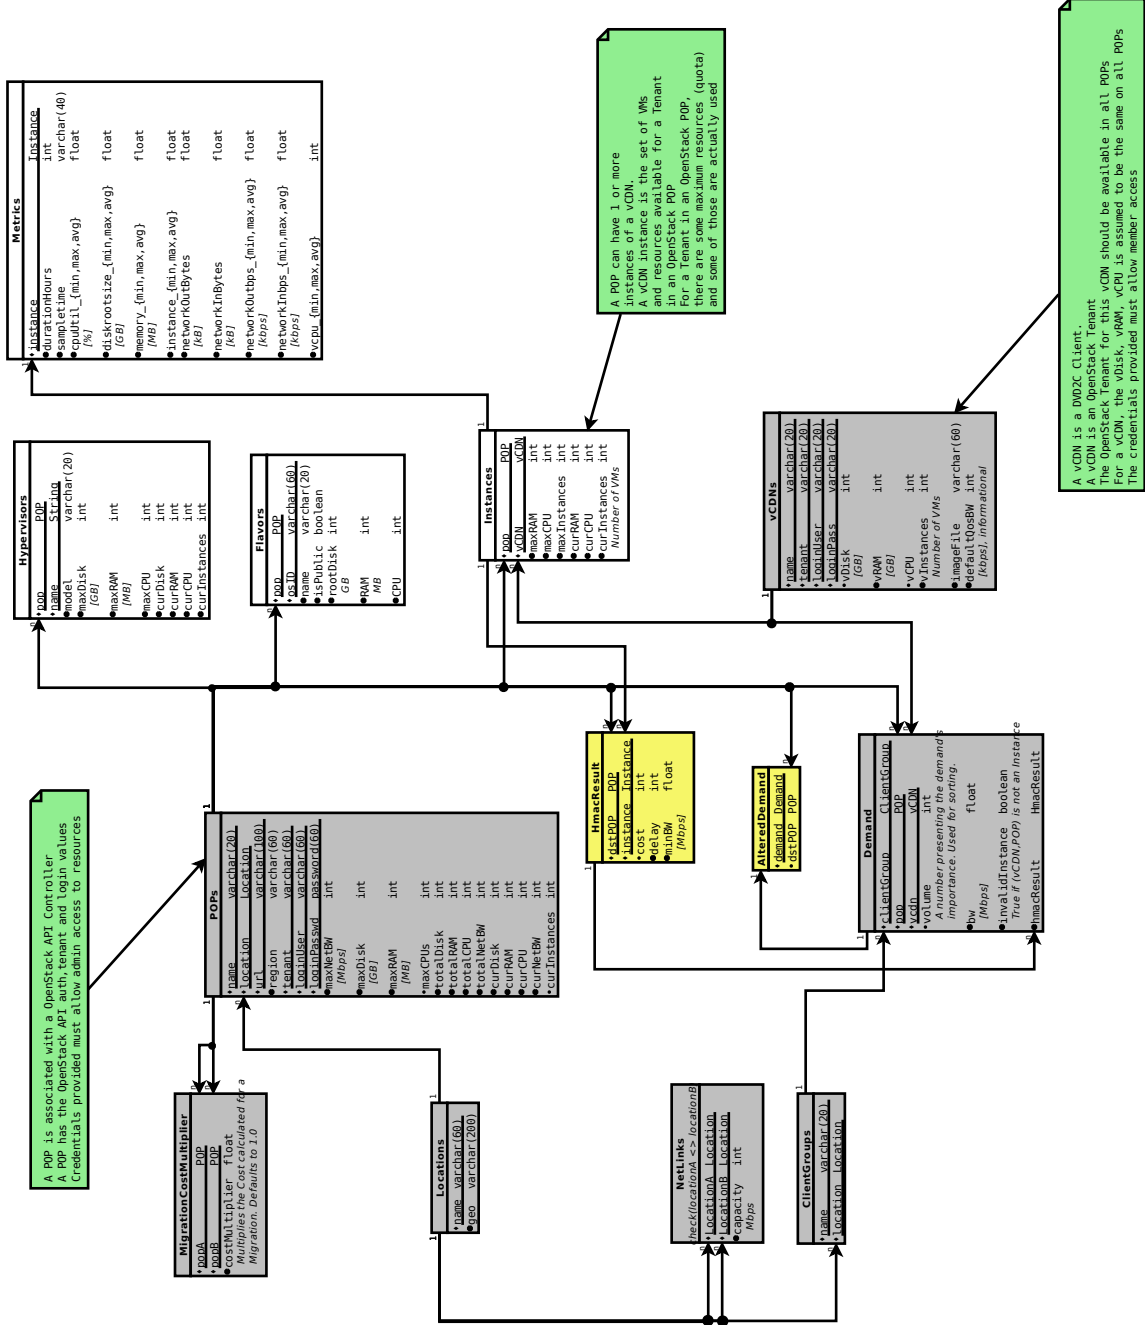 Metrics
instance Instance
durationHours int
sampletime varchar(40)
cpuUtil_{min,max,avg} float
[%]
diskrootsize_{min,max,avg} float
[GB]
memory_{min,max,avg} float
[MB]
instance_{min,max,avg} float
networkOutBytes float
[kB]
networkInBytes float
[kB]
networkOutbps_{min,max,avg} float
[kbps]
networkInbps_{min,max,avg} float
[kbps]
vcpu_{min,max,avg} int
1
A POP can have 1 or more
instances of a vCDN.
A vCDN instance is the set of VMs
and resources available for a Tenant
in an OpenStack POP
For a Tenant in an OpenStack POP,
there are some maximum resources (quota)
and some of those are actually used
A vCDN is a DVD2C Client.
A vCDN is an OpenStack Tenant
The OpenStack Tenant for this vCDN should be available in all POPs
For a vCDN, the vDisk, vRAM, vCPU is assumed to be the same on all POPs
The credentials provided must allow member access
Hypervisors
pop POP
name String
model varchar(20)
maxDisk int
[GB]
maxRAM int
[MB]
maxCPU int
curDisk int
curRAM int
curCPU int
curInstances int
n
Flavors
pop POP
osID varchar(60)
name varchar(20)
isPublic boolean
rootDisk int
GB
RAM int
MB
CPU int
n
1
Instances
pop POP
vCDN vCDN
maxRAM int
maxCPU int
maxInstances int
curRAM int
curCPU int
curInstances int
Number of VMs
1
n
n
vCDNs
name varchar(20)
tenant varchar(20)
loginUser varchar(20)
loginPass varchar(20)
vDisk int
[GB]
vRAM int
[GB]
vCPU int
vInstances int
Number of VMs
imageFile varchar(60)
defaultQosBW int
[kbps], informational
1
A POP is associated with a OpenStack API Controller
A POP has the OpenStack API auth,tenant and login values
Credentials provided must allow admin access to resources
1
POPs
name varchar(20)
location Location
url varchar(100)
region varchar(60)
tenant varchar(60)
loginUser varchar(60)
loginPasswd password(60)
maxNetBW int
[Mbps]
maxDisk int
[GB]
maxRAM int
[MB]
maxCPUs int
totalDisk int
totalRAM int
totalCPU int
totalNetBW int
curDisk int
curRAM int
curCPU int
curNetBW int
curInstances int
1
n
n
n
HmacResult
dstPOP POP
instance Instance
cost int
delay int
minBW float
[Mbps]
1
n
AlteredDemand
demand Demand
dstPOP POP
1
n
n
Demand
clientGroup ClientGroup
pop POP
vcdn vCDN
volume int
A number presenting the demand's
importance. Used for sorting.
bw float
[Mbps]
invalidInstance boolean
True if (vCDN,POP) is not an Instance
hmacResult HmacResult
1
n
n
n
n
MigrationCostMultiplier
popA POP
popB POP
costMultiplier float
Multiplies the Cost calculated for a
Migration. Defaults to 1.0
1
Locations
name varchar(60)
geo varchar(200)
1
NetLinks
check(locationA <> locationB)
LocationA Location
LocationB Location
capacity int
Mbps
n
n
1
ClientGroups
name varchar(20)
location Location
n